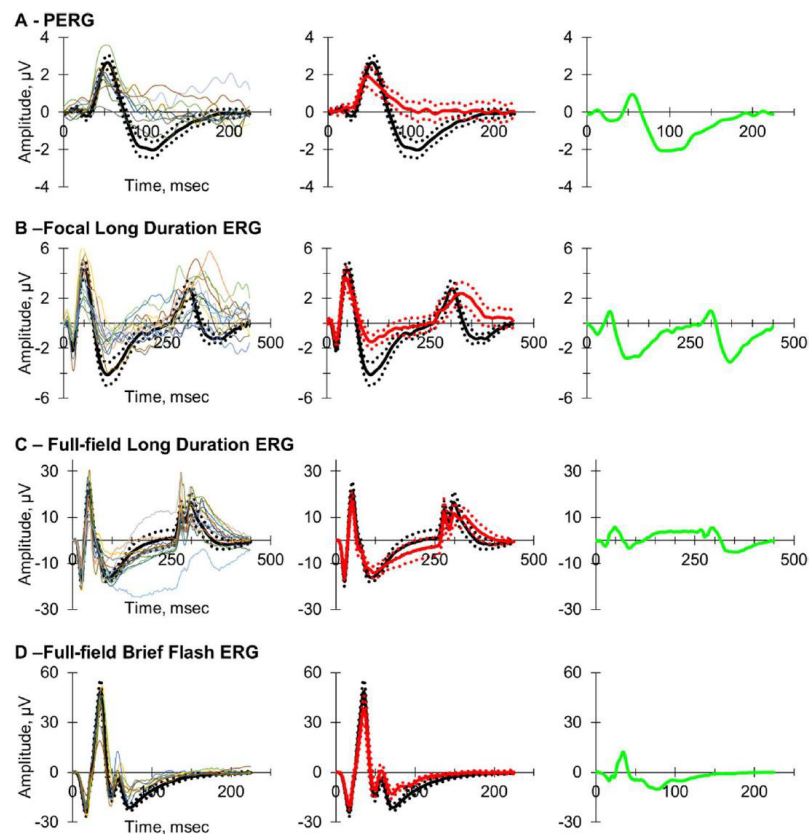 A - PERG
4 4 4
2 2 2
0 0 0
0 100 200 0 100 200 0 100 200
-2 -2 -2
-4 -4 -4
Amplitude, µV
Time, msec
B –Focal Long Duration ERG
6 6 6
2 2 2
0 250 500 0 250 500 0 250 500
-2 -2 -2
-6 -6 -6
Amplitude, µV
Time, msec
C – Full-field Long Duration ERG
30 30 30
10 10 10
0 250 500 0 250 500 0 250 500
-10 -10 -10
-30 -30 -30
Amplitude, µV
Time, msec
D –Full-field Brief Flash ERG
60 60 60
30 30 30
0 0 0
0 100 200 0 100 200 0 100 200
-30 -30 -30
Amplitude, µV
Time, msec